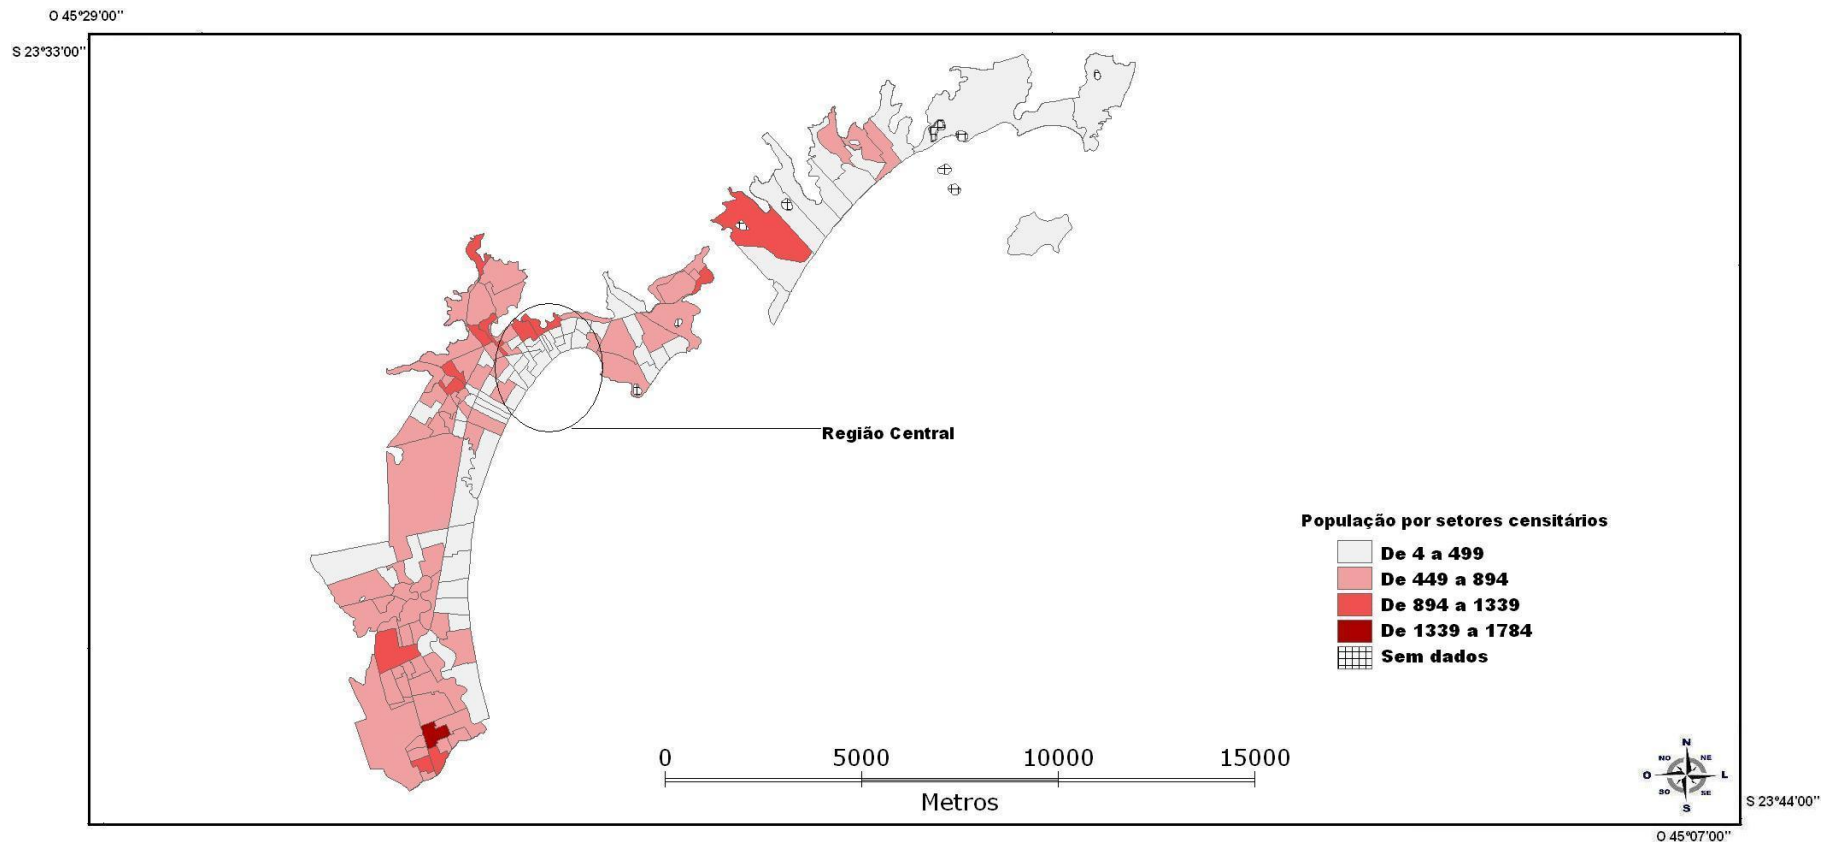 O 45°29'00''
S 23°33'00''
Região Central
População por setores censitários
De 4 a 499
De 449 a 894
De 894 a 1339
De 1339 a 1784
Sem dados
0 5000 10000 15000
Metros
N
NO NE
O L
SO SE
S
S 23°44'00''
O 45°07'00''